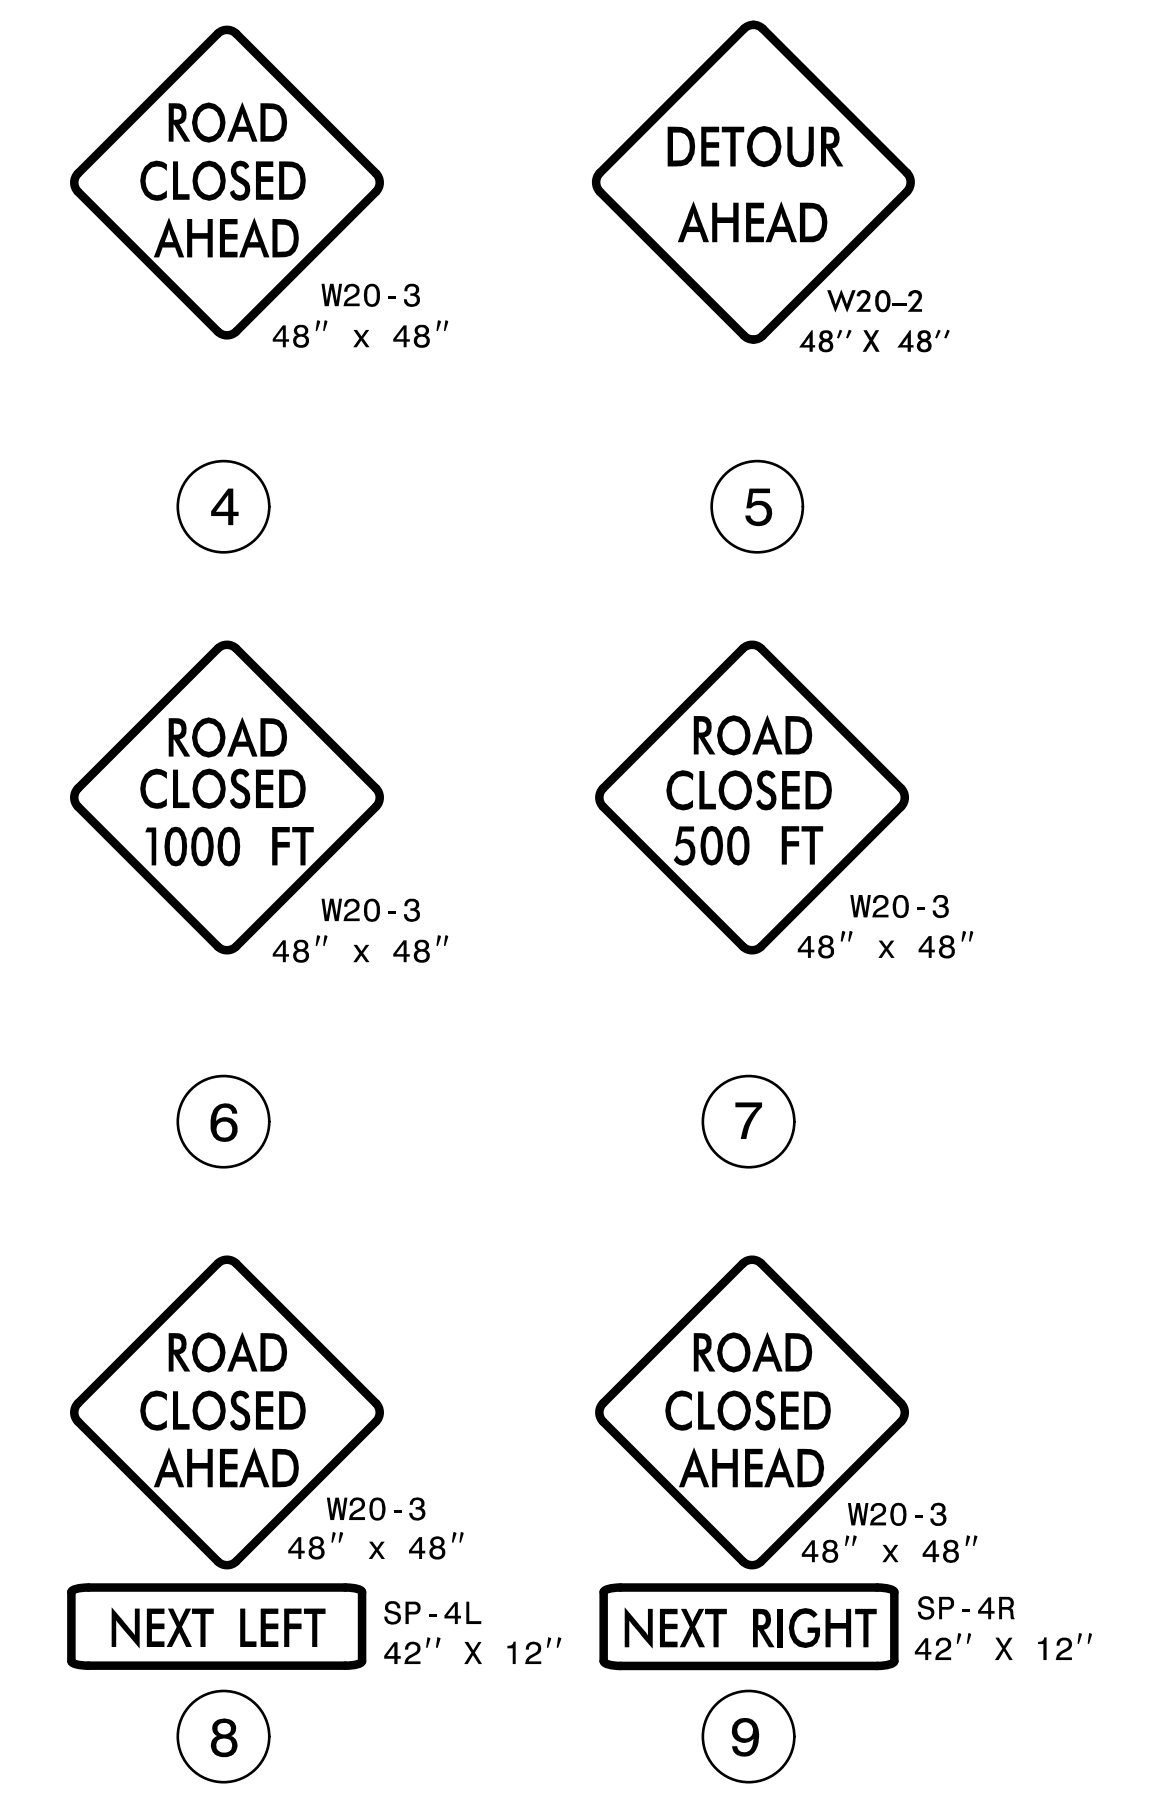 ROAD
CLOSED
AHEAD
W20-3
48" x 48"
4
DETOUR
AHEAD
W20–2
48'' X 48''
5
ROAD
CLOSED
1000 FT
W20-3
48" x 48"
6
ROAD
CLOSED
500 FT
W20-3
48" x 48"
7
ROAD
CLOSED
AHEAD
W20-3
48" x 48"
NEXT LEFT
SP-4L
42'' X 12''
8
ROAD
CLOSED
AHEAD
W20-3
48" x 48"
NEXT RIGHT
SP-4R
42'' X 12''
9